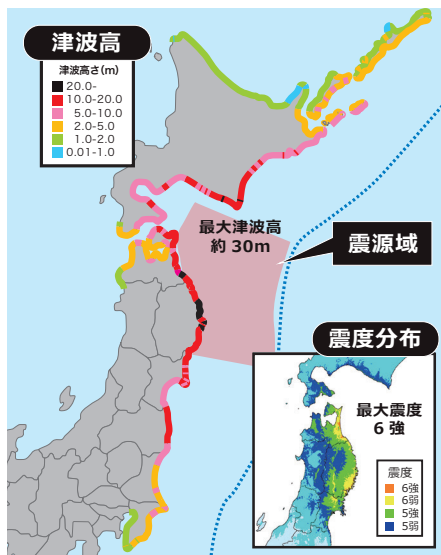 津波高
津波高さ(m)
20.0-
10.0-20.0
5.0-10.0
2.0-5.0
1.0-2.0
0.01-1.0
最大津波高
約 30m
震源域
震度分布
最大震度
6 強
震度
6強
6弱
5強
5弱